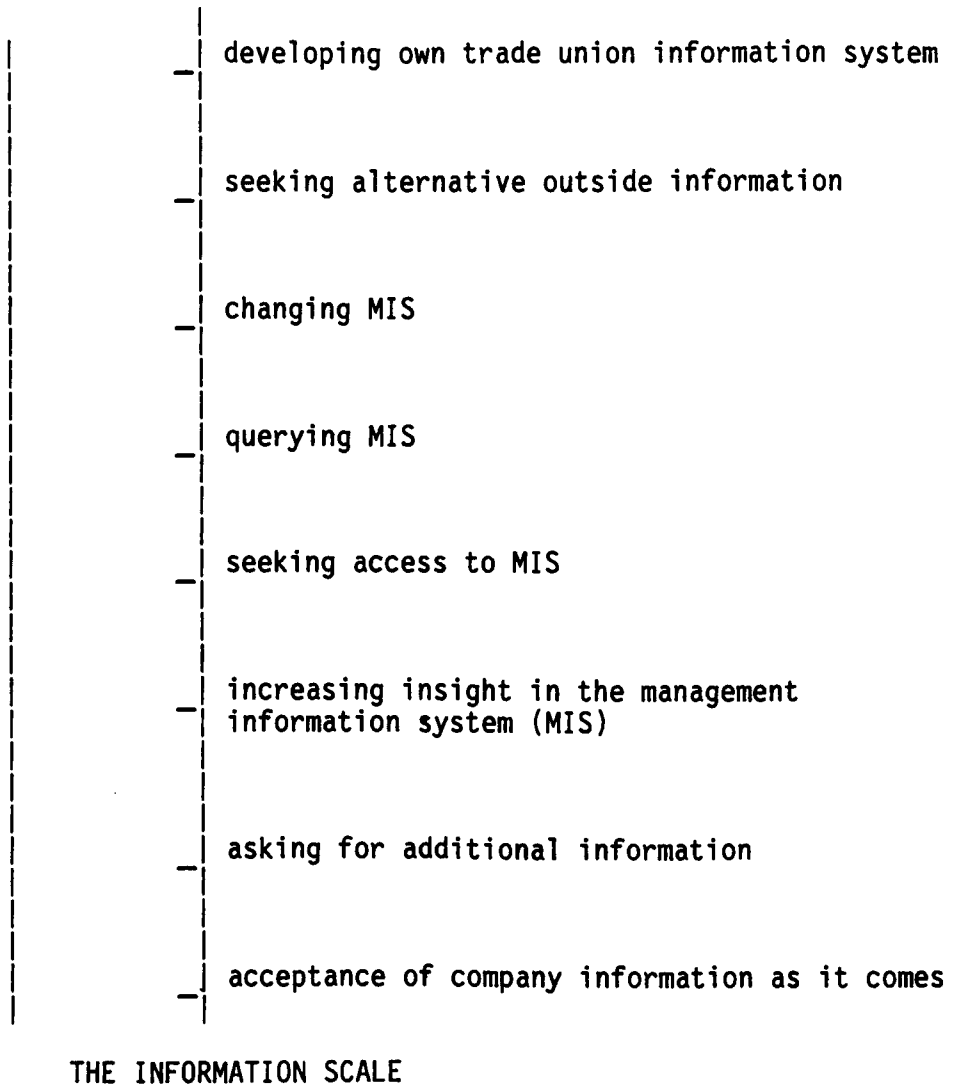 developing own trade union information system
seeking alternative outside information
changing MIS
querying MIS
seeking access to MIS
increasing insight in the management
information system (MIS)
asking for additional information
acceptance of company information as it comes
THE INFORMATION SCALE